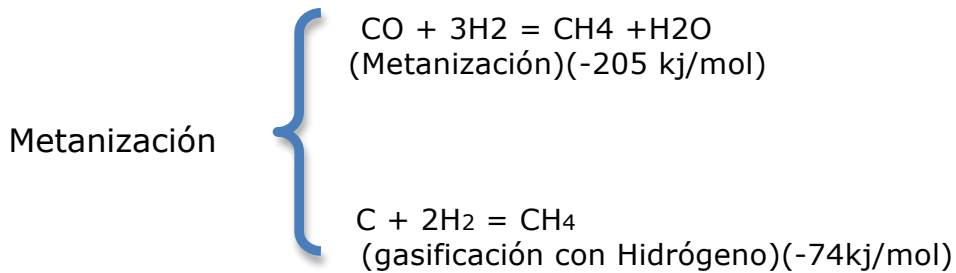 CO + 3H2 = CH4 +H2O
(Metanización)(-205 kj/mol)
Metanización
C + 2H2 = CH4
(gasificación con Hidrógeno)(-74kj/mol)